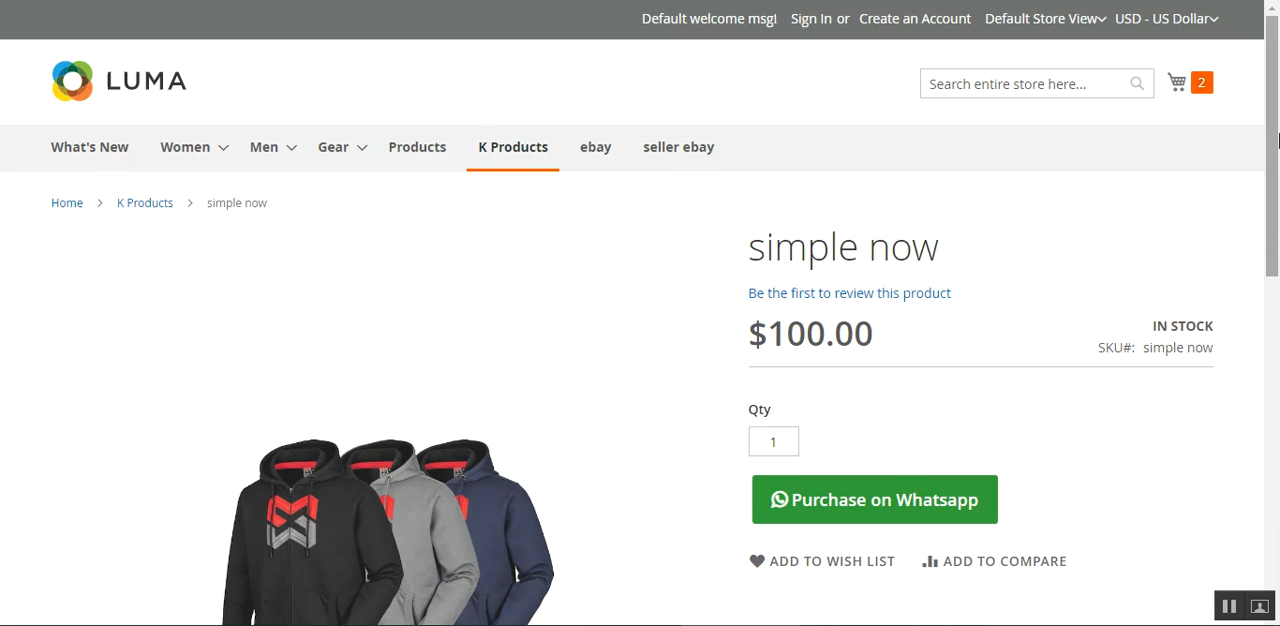 Default welcome msg! Sign In or Create an Account Default Store View USD - US Dollar
LUMA
Search entire store here...
2
What's New Women Men Gear Products K Products ebay seller ebay
Home > K Products > simple now
simple now
Be the first to review this product
$100.00
IN STOCK
SKU#: simple now
Qty
1
Purchase on Whatsapp
ADD TO WISH LIST ADD TO COMPARE